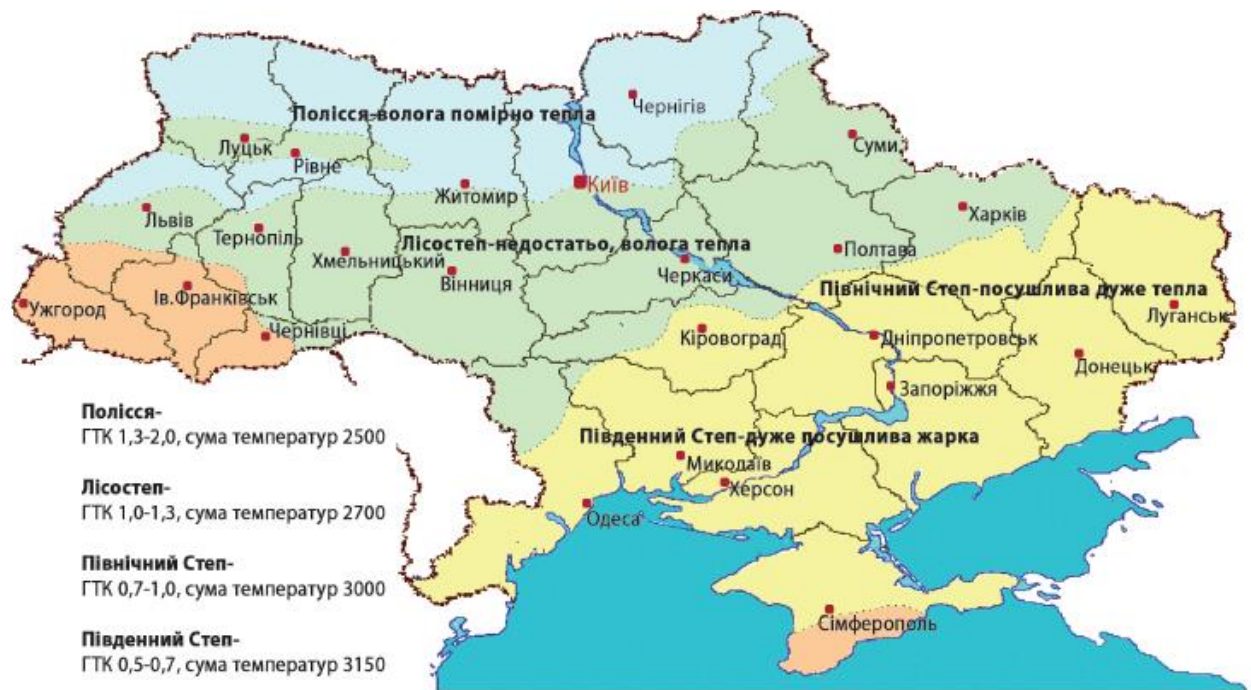 Чернігів
Полісся-волога помірно тепла
Луцьк
Рівне
Суми
Київ
Житомир
Львів
Тернопіль
Харків
Лісостеп-недостатьо, волога тепла
Полтава
Хмельницький
Черкаси
Вінниця
Ужгород
Ів.Франківськ
Північний Степ-посушлива дуже тепла
Луганськ
Чернівці
Кіровоград
Дніпропетровськ
Донецьк
Запоріжжя
Полісся-
ГТК 1,3-2,0, сума температур 2500
Південний Степ-дуже посушлива жарка
Миколаїв
Херсон
Одеса
Лісостеп-
ГТК 1,0-1,3, сума температур 2700
Північний Степ-
ГТК 0,7-1,0, сума температур 3000
Сімферополь
Південний Степ-
ГТК 0,5-0,7, сума температур 3150